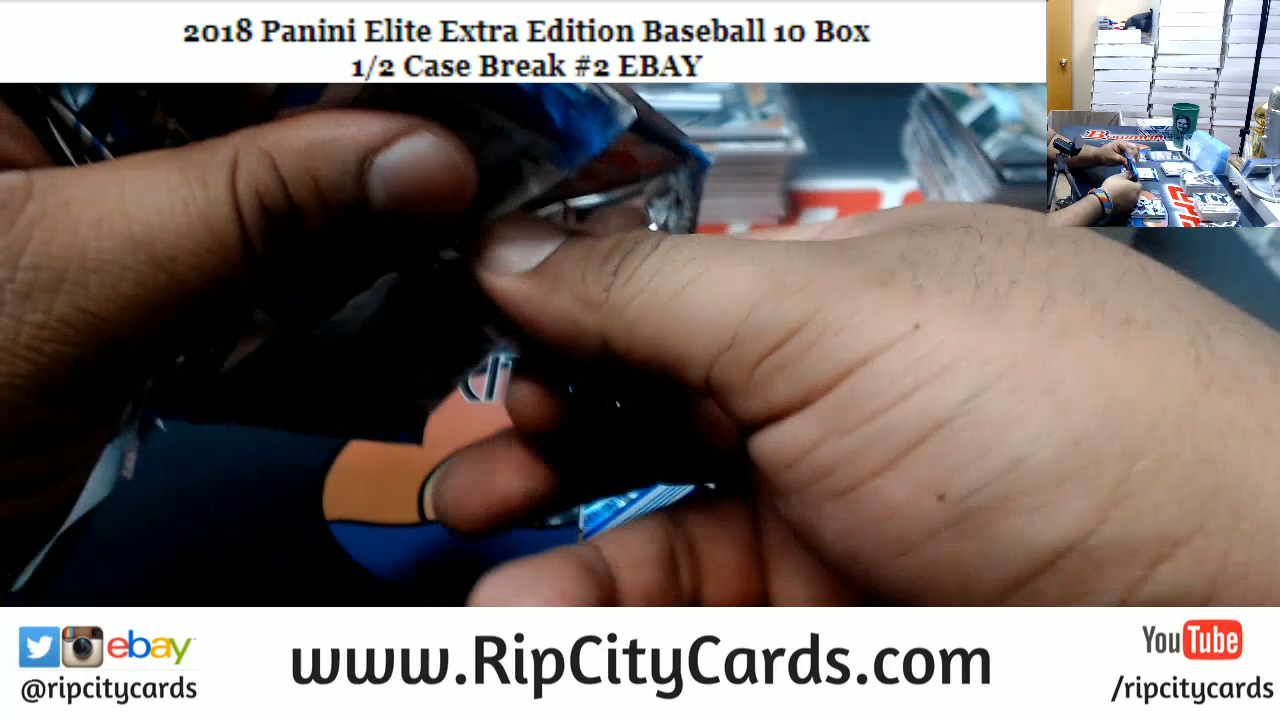 2018 Panini Elite Extra Edition Baseball 10 Box
1/2 Case Break #2 EBAY
ebay
@ripcitycards
www.RipCityCards.com
YouTube
/ripcitycards